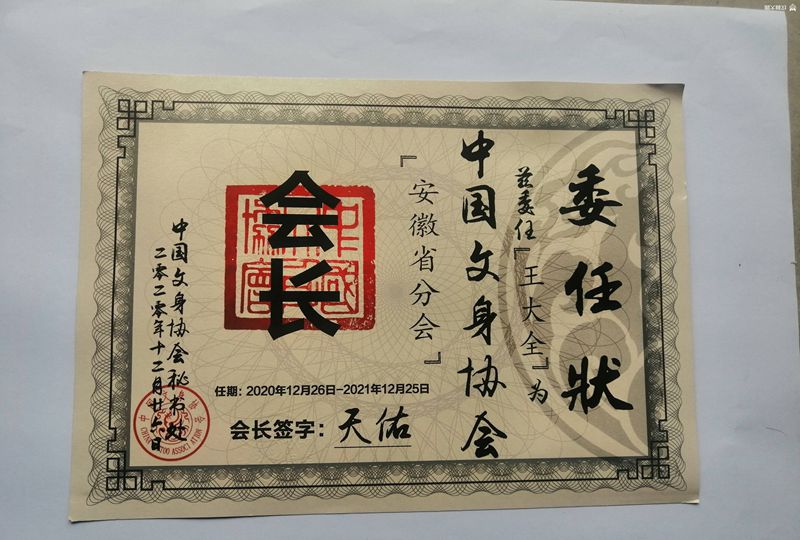 委任状
兹委任『王大全』为
中国文身协会
『安徽省分会』
会长
任期：2020年12月26日-2021年12月25日
会长签字：天佑
中国文身协会秘书处
二零二零年十二月廿六日